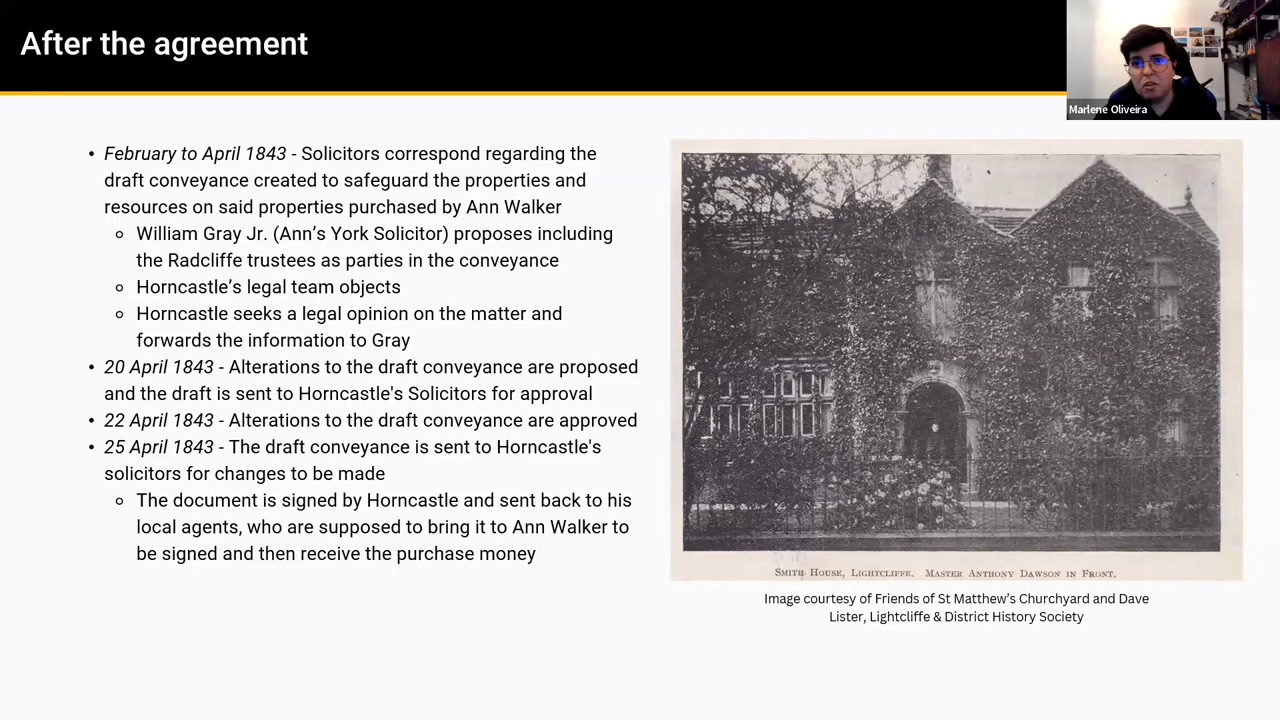 After the agreement
Marlene Oliveira
• February to April 1843 - Solicitors correspond regarding the
draft conveyance created to safeguard the properties and
resources on said properties purchased by Ann Walker
○ William Gray Jr. (Ann’s York Solicitor) proposes including
the Radcliffe trustees as parties in the conveyance
○ Horncastle’s legal team objects
○ Horncastle seeks a legal opinion on the matter and
forwards the information to Gray
• 20 April 1843 - Alterations to the draft conveyance are proposed
and the draft is sent to Horncastle's Solicitors for approval
• 22 April 1843 - Alterations to the draft conveyance are approved
• 25 April 1843 - The draft conveyance is sent to Horncastle's
solicitors for changes to be made
○ The document is signed by Horncastle and sent back to his
local agents, who are supposed to bring it to Ann Walker to
be signed and then receive the purchase money
Smith House, Lightcliffe. Master Anthony Dawson in Front.
Image courtesy of Friends of St Matthew’s Churchyard and Dave
Lister, Lightcliffe & District History Society